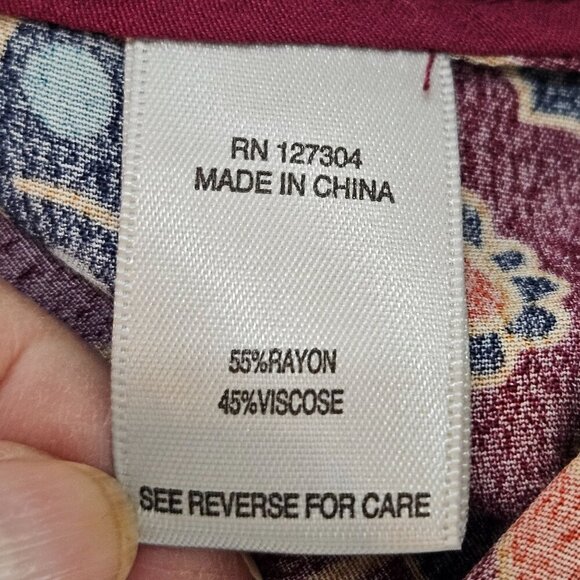 RN 127304
MADE IN CHINA
55%RAYON
45%VISCOSE
SEE REVERSE FOR CARE